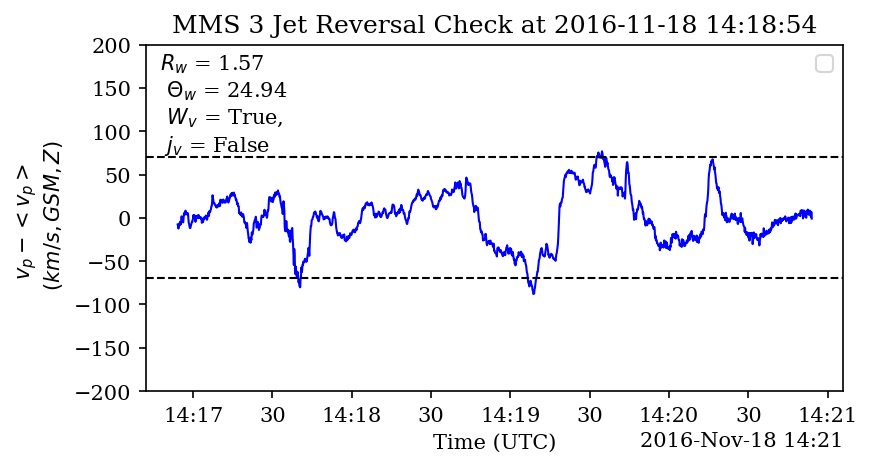 MMS 3 Jet Reversal Check at 2016-11-18 14:18:54
200
150
100
50
0
−50
−100
−150
−200
v_p − < v_p >
(km/s, GSM, Z)
R_w = 1.57
Θ_w = 24.94
W_v = True,
j_v = False
14:17 30 14:18 30 14:19 30 14:20 30 14:21
Time (UTC)
2016-Nov-18 14:21